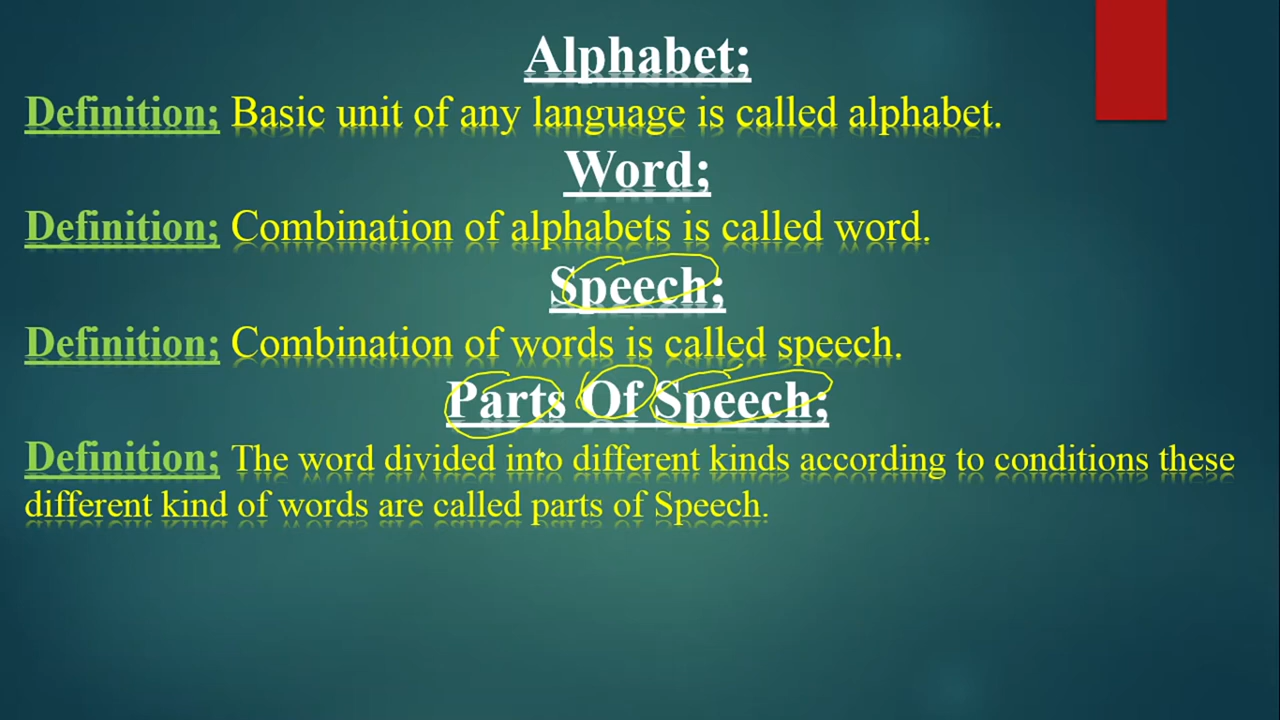 Alphabet;
Definition; Basic unit of any language is called alphabet.
Word;
Definition; Combination of alphabets is called word.
Speech;
Definition; Combination of words is called speech.
Parts Of Speech;
Definition; The word divided into different kinds according to conditions these
different kind of words are called parts of Speech.